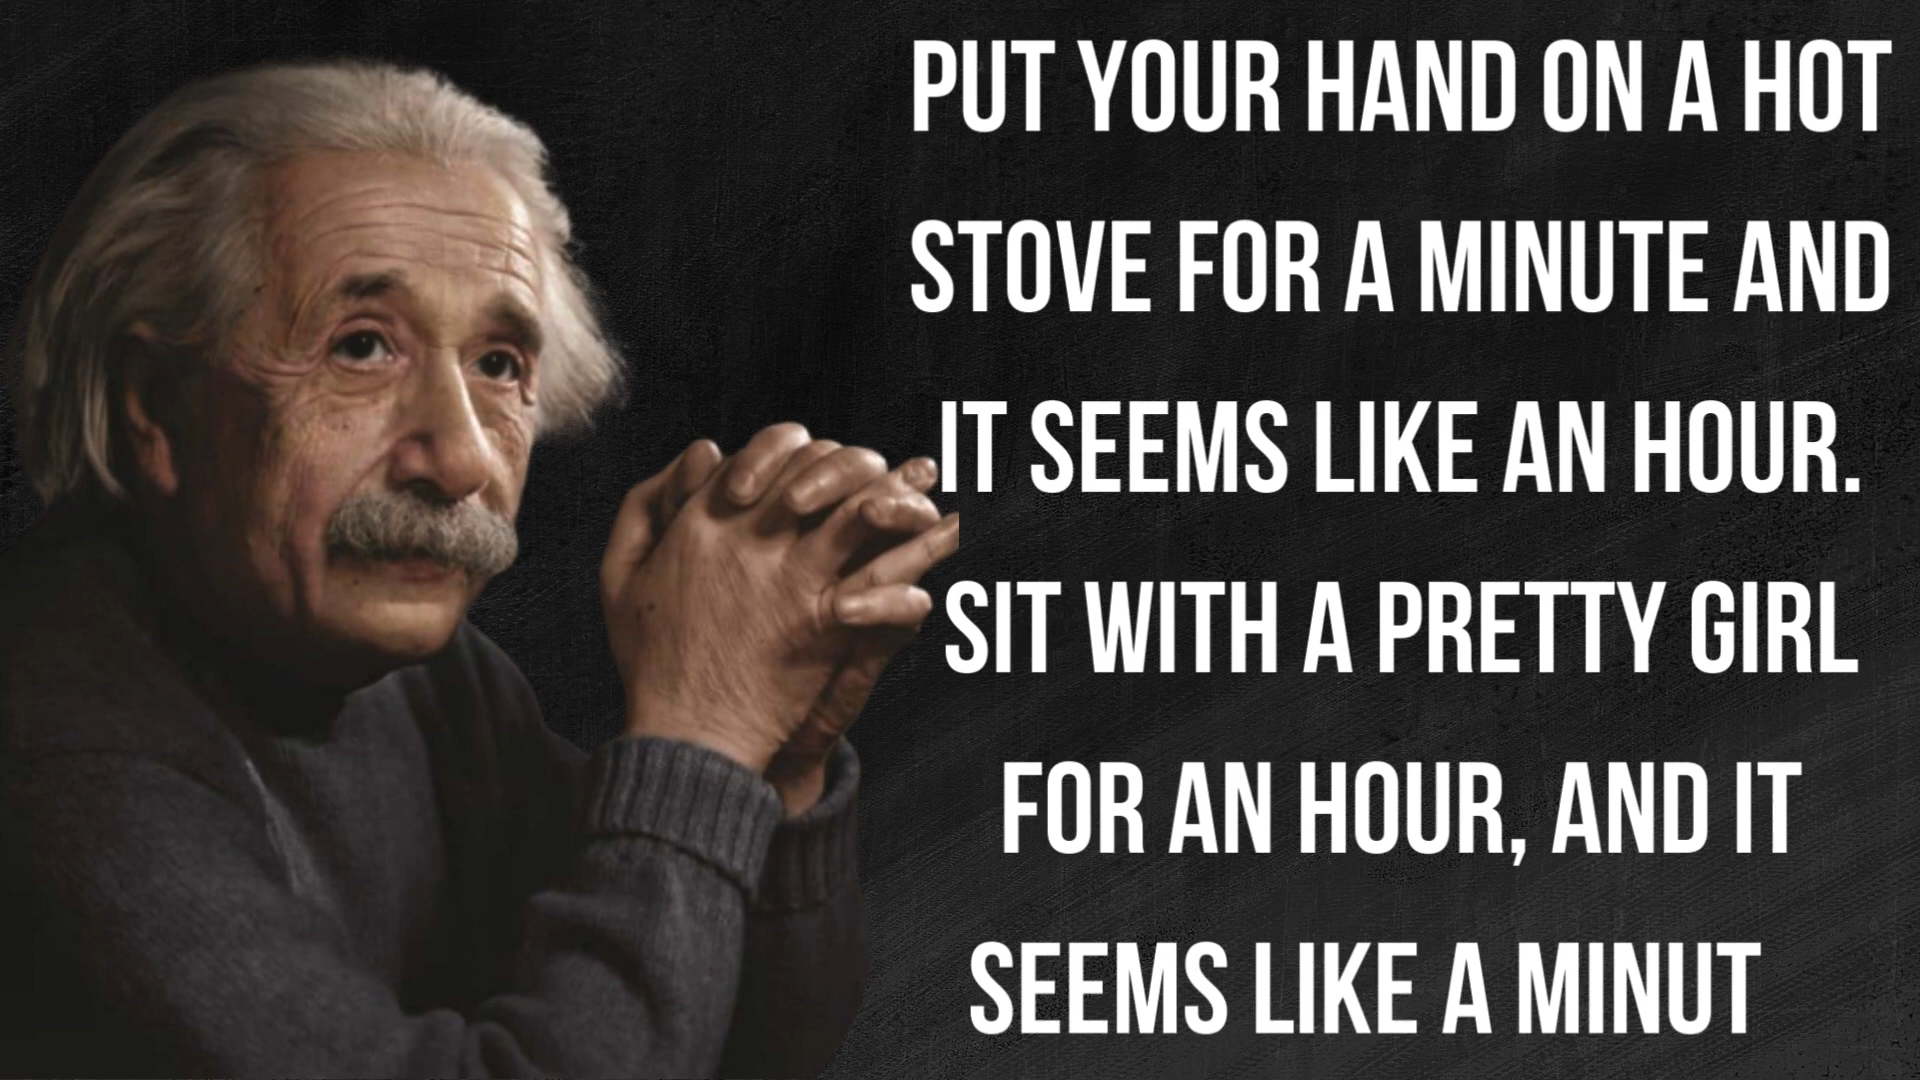 PUT YOUR HAND ON A HOT
STOVE FOR A MINUTE AND
IT SEEMS LIKE AN HOUR.
SIT WITH A PRETTY GIRL
FOR AN HOUR, AND IT
SEEMS LIKE A MINUT